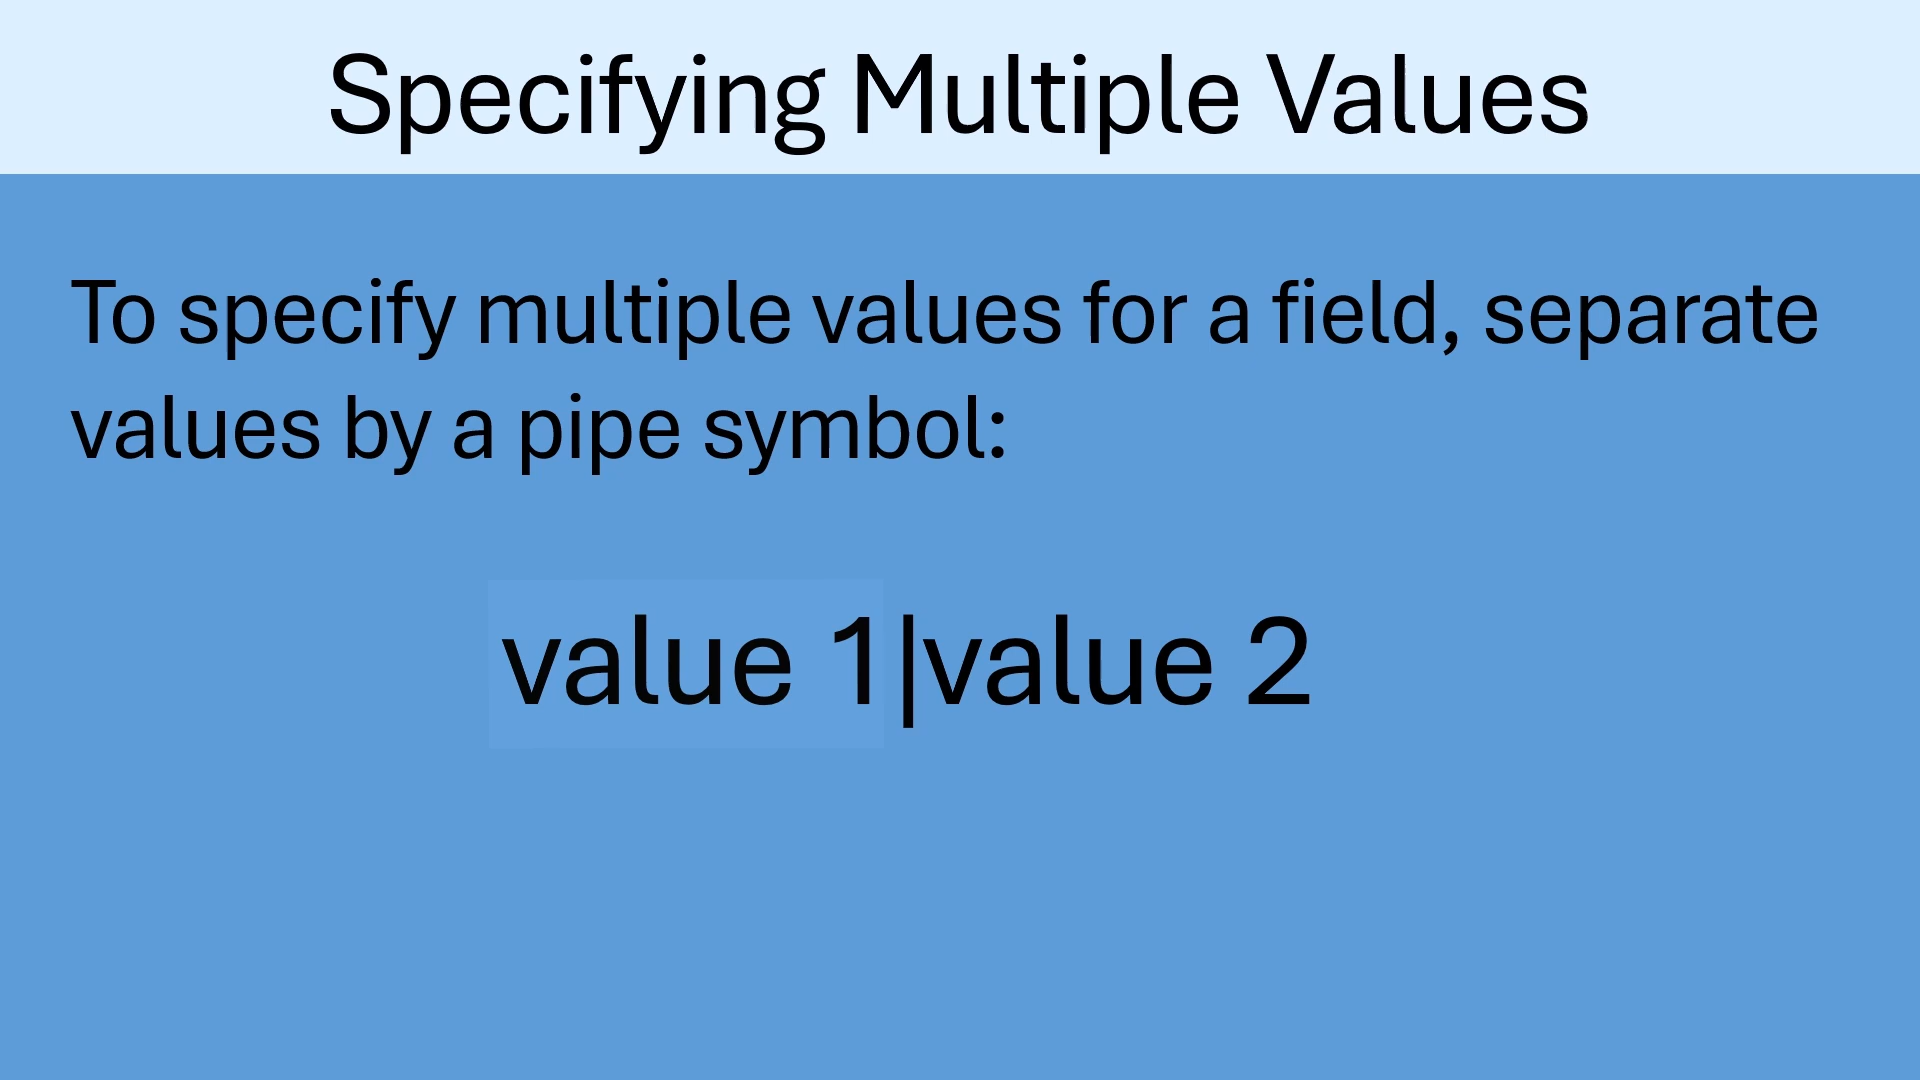 Specifying Multiple Values
To specify multiple values for a field, separate
values by a pipe symbol:
value 1|value 2